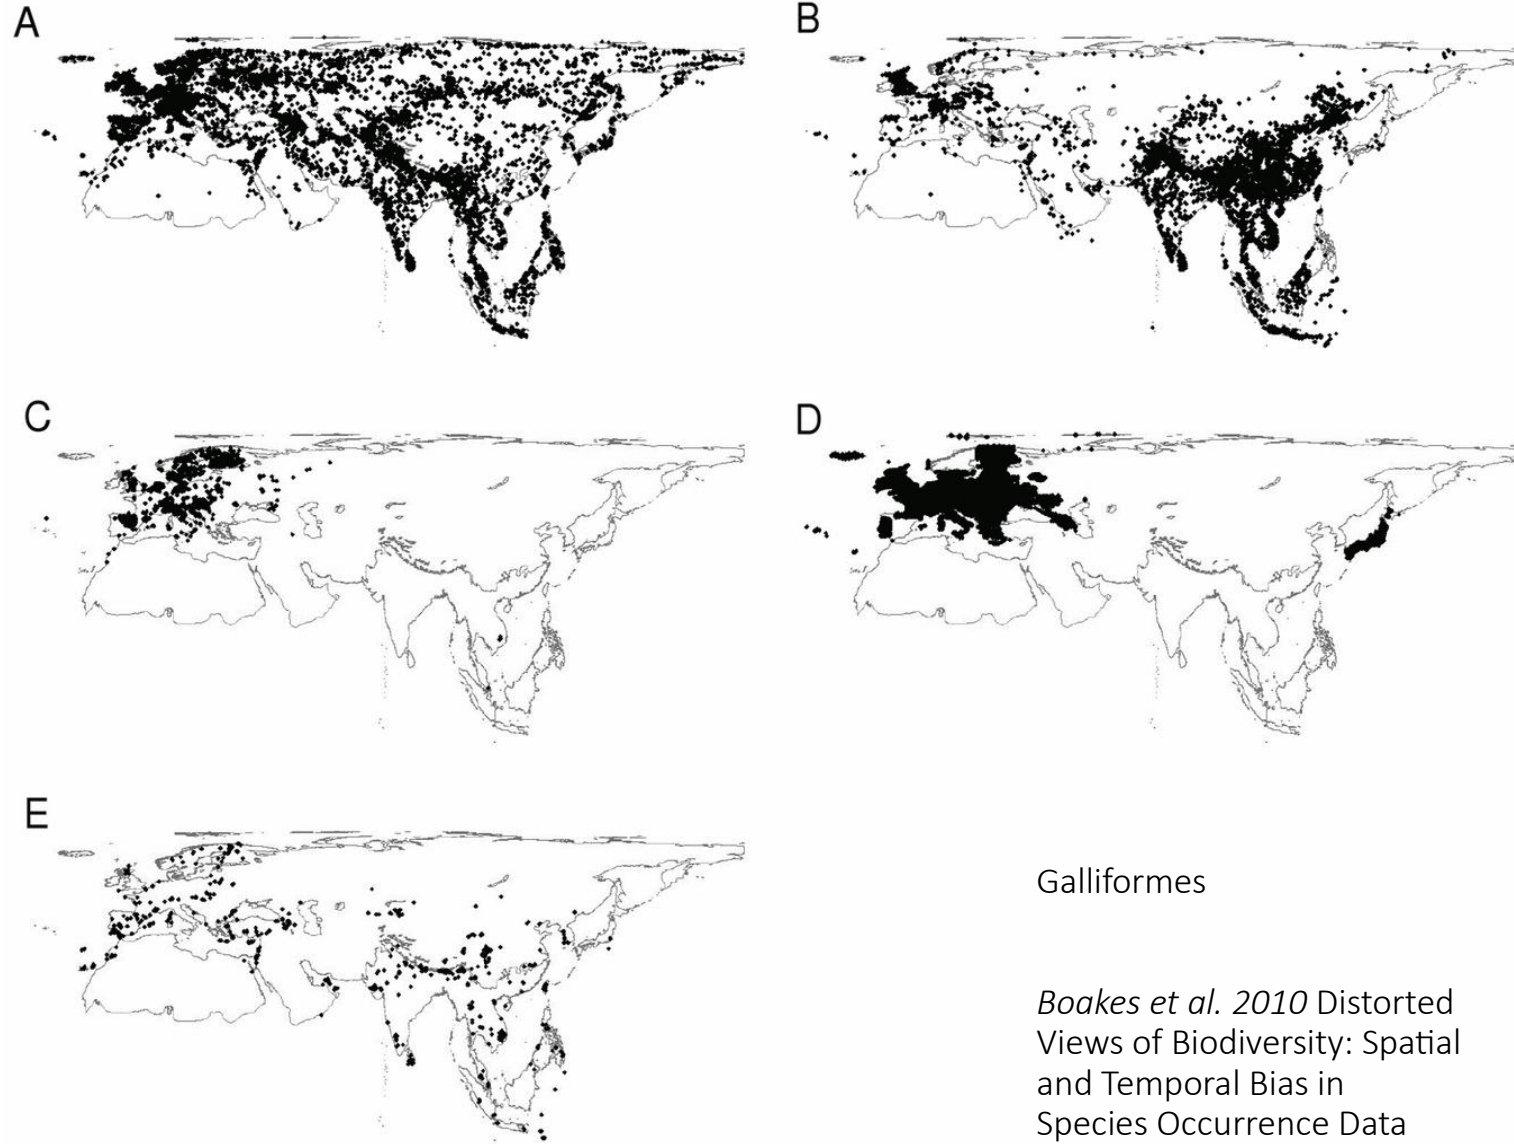 A
B
C
D
E
Galliformes
Boakes et al. 2010 Distorted
Views of Biodiversity: Spatial
and Temporal Bias in
Species Occurrence Data